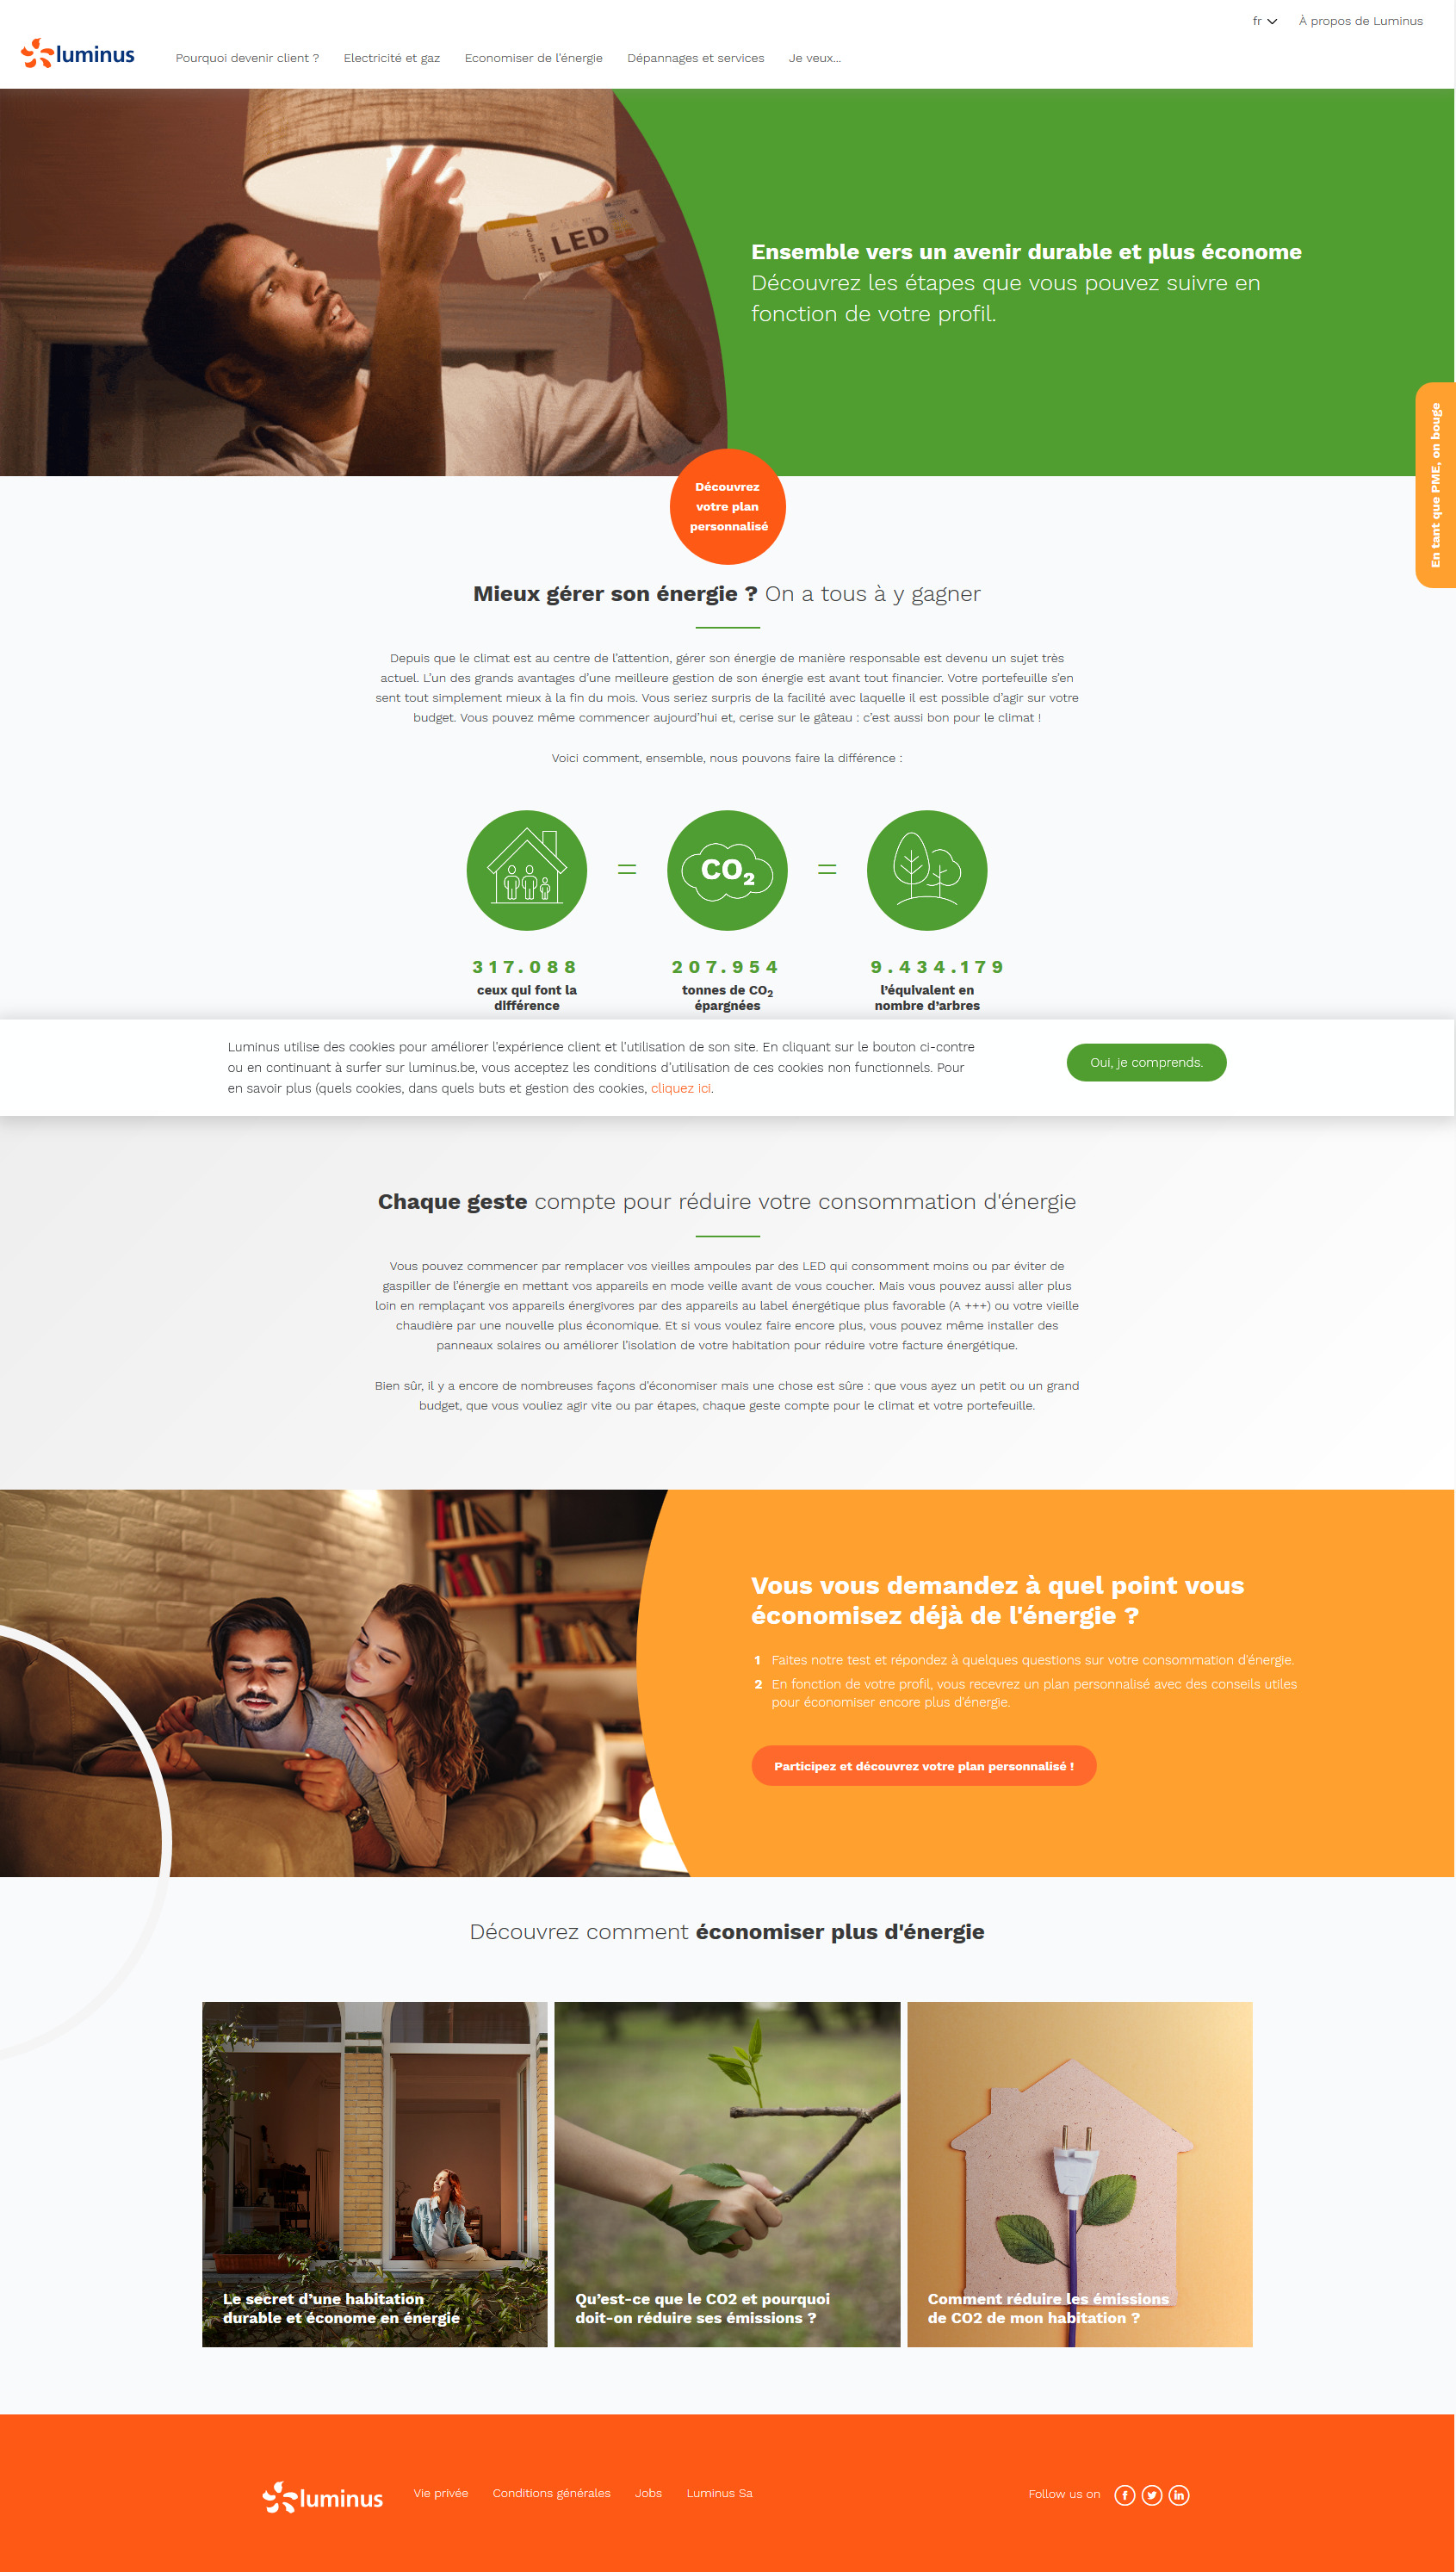 fr
À propos de Luminus
luminus
Pourquoi devenir client ?
Electricité et gaz
Economiser de l’énergie
Dépannages et services
Je veux...
LED
400 lm
LED
Ensemble vers un avenir durable et plus économe
Découvrez les étapes que vous pouvez suivre en
fonction de votre profil.
En tant que PME, on bouge
Découvrez
votre plan
personnalisé
Mieux gérer son énergie ? On a tous à y gagner
Depuis que le climat est au centre de l’attention, gérer son énergie de manière responsable est devenu un sujet très
actuel. L’un des grands avantages d’une meilleure gestion de son énergie est avant tout financier. Votre portefeuille s’en
sent tout simplement mieux à la fin du mois. Vous seriez surpris de la facilité avec laquelle il est possible d’agir sur votre
budget. Vous pouvez même commencer aujourd’hui et, cerise sur le gâteau : c’est aussi bon pour le climat !
Voici comment, ensemble, nous pouvons faire la différence :
= CO2 =
317.088
ceux qui font la
différence
207.954
tonnes de CO2
épargnées
9.434.179
l’équivalent en
nombre d’arbres
Luminus utilise des cookies pour améliorer l’expérience client et l’utilisation de son site. En cliquant sur le bouton ci-contre
ou en continuant à surfer sur luminus.be, vous acceptez les conditions d’utilisation de ces cookies non functionnels. Pour
en savoir plus (quels cookies, dans quels buts et gestion des cookies, cliquez ici.
Oui, je comprends.
Chaque geste compte pour réduire votre consommation d'énergie
Vous pouvez commencer par remplacer vos vieilles ampoules par des LED qui consomment moins ou par éviter de
gaspiller de l’énergie en mettant vos appareils en mode veille avant de vous coucher. Mais vous pouvez aussi aller plus
loin en remplaçant vos appareils énergivores par des appareils au label énergétique plus favorable (A +++) ou votre vieille
chaudière par une nouvelle plus économique. Et si vous voulez faire encore plus, vous pouvez même installer des
panneaux solaires ou améliorer l’isolation de votre habitation pour réduire votre facture énergétique.
Bien sûr, il y a encore de nombreuses façons d’économiser mais une chose est sûre : que vous ayez un petit ou un grand
budget, que vous vouliez agir vite ou par étapes, chaque geste compte pour le climat et votre portefeuille.
Vous vous demandez à quel point vous
économisez déjà de l'énergie ?
1 Faites notre test et répondez à quelques questions sur votre consommation d’énergie.
2 En fonction de votre profil, vous recevrez un plan personnalisé avec des conseils utiles
pour économiser encore plus d’énergie.
Participez et découvrez votre plan personnalisé !
Découvrez comment économiser plus d'énergie
Le secret d’une habitation
durable et économe en énergie
Qu’est-ce que le CO2 et pourquoi
doit-on réduire ses émissions ?
Comment réduire les émissions
de CO2 de mon habitation ?
luminus
Vie privée
Conditions générales
Jobs
Luminus Sa
Follow us on